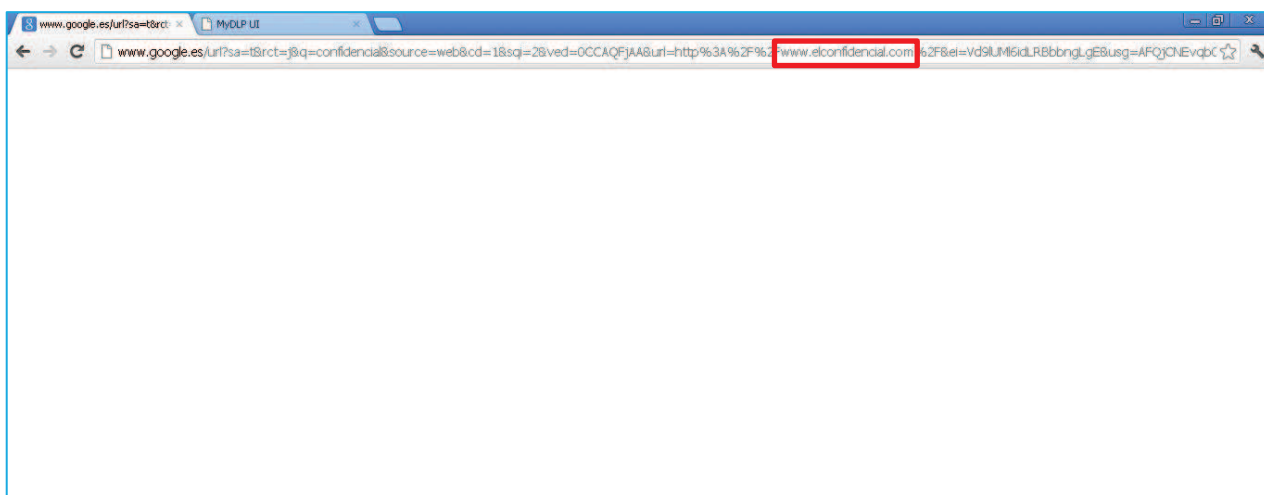 www.google.es/url?sa=t&rct= MyDLP UI
www.google.es/url?sa=t&rct=j&q=confidencial&source=web&cd=1&sqi=2&ved=0CCAQFjAA&url=http%3A%2F%2Fwww.elconfidencial.com%2F&ei=Vd9lUMl6idLRBbbngLgE&usg=AFQjCNEvqbC